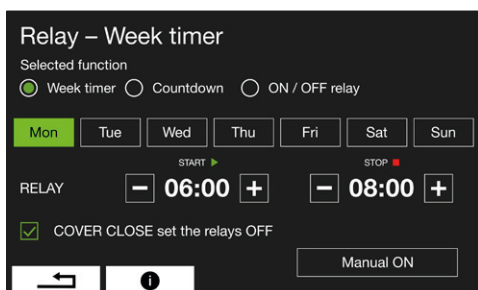 Relay – Week timer
Selected function
Week timer Countdown ON / OFF relay
Mon Tue Wed Thu Fri Sat Sun
START STOP
RELAY − 06:00 + − 08:00 +
COVER CLOSE set the relays OFF
Manual ON